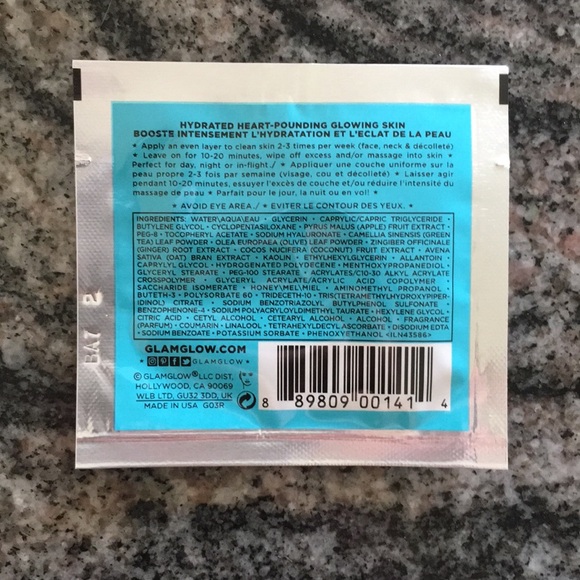 HYDRATED HEART-POUNDING GLOWING SKIN
BOOSTE INTENSEMENT L'HYDRATATION ET L'ECLAT DE LA PEAU
* Apply an even layer to clean skin 2-3 times per week (face, neck & décolleté)
* Leave on for 10-20 minutes, wipe off excess and/or massage into skin *
Perfect for day, night or in-flight./ * Appliquer une couche uniforme sur la
peau propre 2-3 fois par semaine (visage, cou et décolleté) * Laisser agir
pendant 10-20 minutes, essuyer l'excès de couche et/ou réduire l'intensité du
massage de peau * Parfait pour le jour, la nuit ou en vol!
* AVOID EYE AREA./ * EVITER LE CONTOUR DES YEUX. *
INGREDIENTS: WATER\AQUA\EAU • GLYCERIN • CAPRYLIC/CAPRIC TRIGLYCERIDE •
BUTYLENE GLYCOL • CYCLOPENTASILOXANE • PYRUS MALUS (APPLE) FRUIT EXTRACT •
PEG-8 • TOCOPHERYL ACETATE • SODIUM HYALURONATE • CAMELLIA SINENSIS (GREEN
TEA) LEAF POWDER • OLEA EUROPAEA (OLIVE) LEAF POWDER • ZINGIBER OFFICINALE
(GINGER) ROOT EXTRACT • COCOS NUCIFERA (COCONUT) FRUIT EXTRACT • AVENA
SATIVA (OAT) BRAN EXTRACT • KAOLIN • ETHYLHEXYLGLYCERIN • ALLANTOIN
• CAPRYLYL GLYCOL • HYDROGENATED POLYDECENE • METHOXYPROPANEDIOL •
GLYCERYL STEARATE • PEG-100 STEARATE • ACRYLATES/C10-30 ALKYL ACRYLATE
CROSSPOLYMER • GLYCERYL ACRYLATE/ACRYLIC ACID COPOLYMER •
SACCHARIDE ISOMERATE • HONEY\MEL\MIEL • AMINOMETHYL PROPANOL •
BUTETH-3 • POLYSORBATE 60 • TRIDECETH-10 • TRIS(TETRAMETHYLHYDROXYPIPER-
IDINOL) CITRATE • SODIUM BENZOTRIAZOLYL BUTYLPHENOL SULFONATE •
BENZOPHENONE-4 • SODIUM POLYACRYLOYLDIMETHYL TAURATE • HEXYLENE GLYCOL
• CITRIC ACID • CETYL ALCOHOL • CETEARYL ALCOHOL • ALCOHOL • FRAGRANCE
(PARFUM) • COUMARIN • LINALOOL • TETRAHEXYLDECYL ASCORBATE • DISODIUM EDTA
• SODIUM BENZOATE • POTASSIUM SORBATE • PHENOXYETHANOL <ILN43586>
GLAMGLOW.COM
GLAMGLOW
© GLAMGLOW® LLC DIST.
HOLLYWOOD, CA 90069
WLB LTD, GU32 3DD, UK
MADE IN USA G03R
8 89809 00141 4